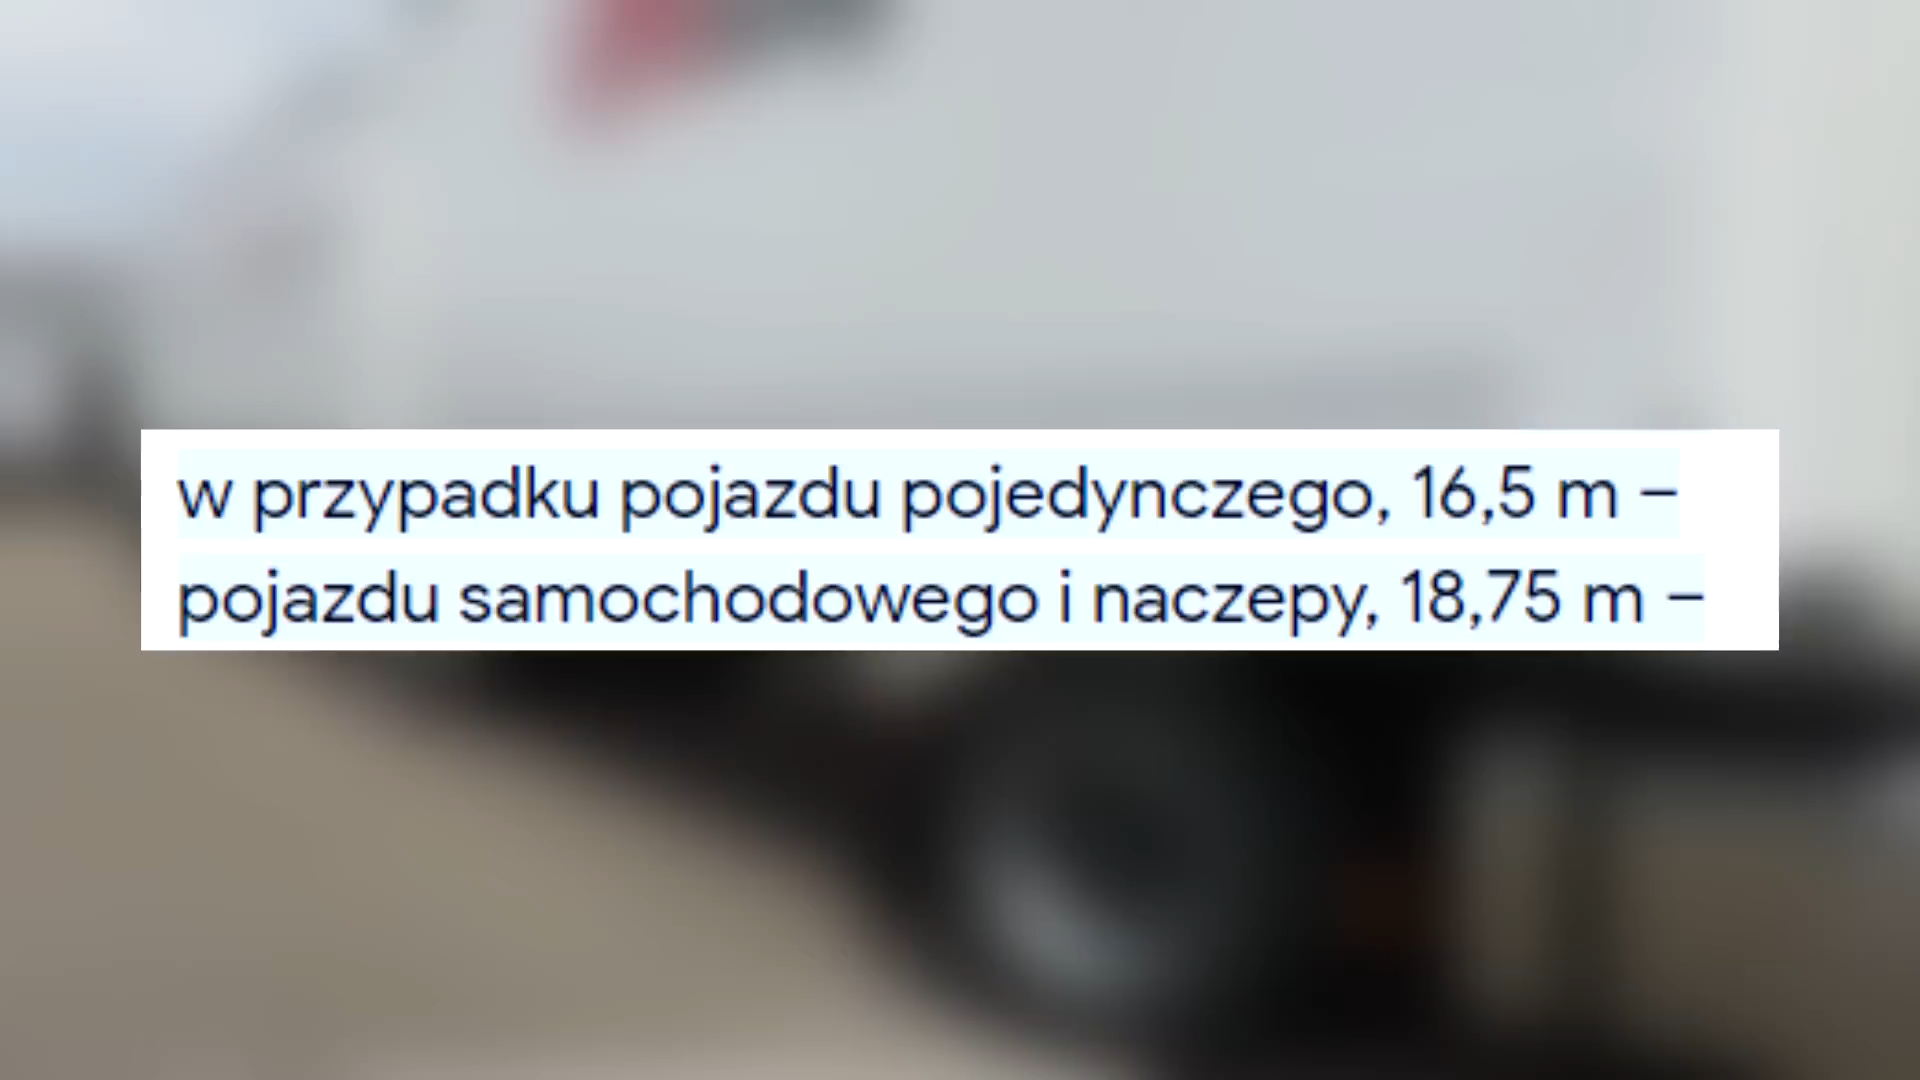 w przypadku pojazdu pojedynczego, 16,5 m –
pojazdu samochodowego i naczepy, 18,75 m –